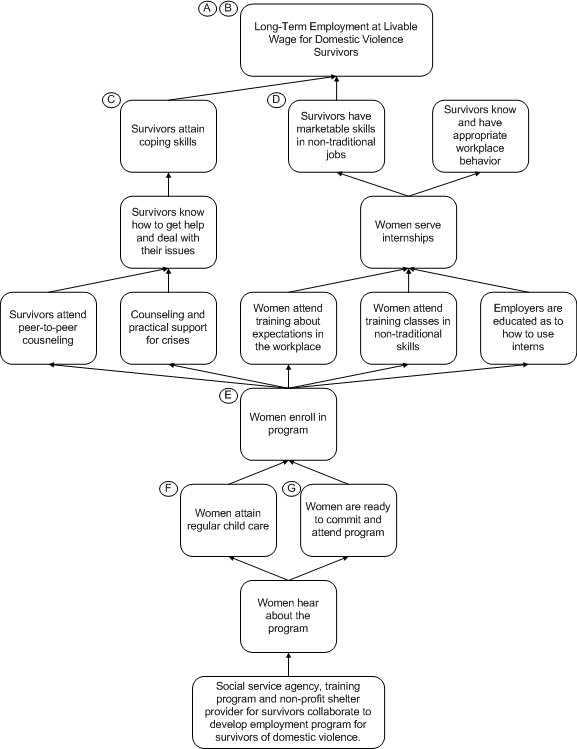 A B
Long-Term Employment at Livable
Wage for Domestic Violence
Survivors
C
Survivors attain
coping skills
D
Survivors have
marketable skills
in non-traditional
jobs
Survivors know
and have
appropriate
workplace
behavior
Survivors know
how to get help
and deal with
their issues
Women serve
internships
Survivors attend
peer-to-peer
cousneling
Counseling and
practical support
for crises
Women attend
training about
expectations in
the workplace
Women attend
training classes in
non-traditional
skills
Employers are
educated as to
how to use
interns
E
Women enroll in
program
F
Women attain
regular child care
G
Women are ready
to commit and
attend program
Women hear
about the
program
Social service agency, training
program and non-profit shelter
provider for survivors collaborate to
develop employment program for
survivors of domestic violence.